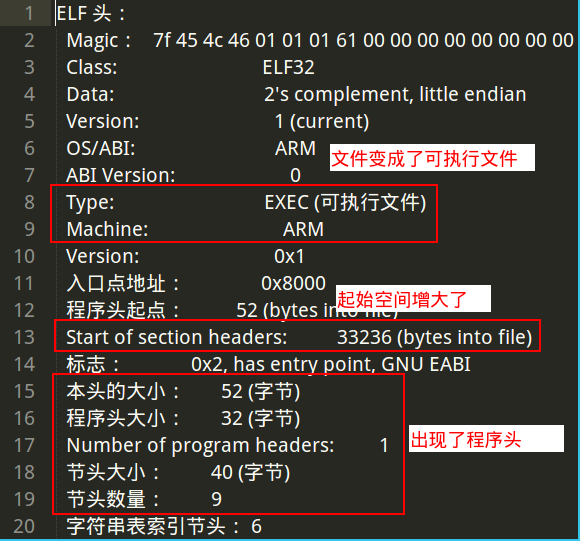 1 ELF 头：
2 Magic： 7f 45 4c 46 01 01 01 61 00 00 00 00 00 00 00 00
3 Class: ELF32
4 Data: 2's complement, little endian
5 Version: 1 (current)
6 OS/ABI: ARM
文件变成了可执行文件
7 ABI Version: 0
8 Type: EXEC (可执行文件)
9 Machine: ARM
10 Version: 0x1
11 入口点地址： 0x8000
起始空间增大了
12 程序头起点： 52 (bytes into file)
13 Start of section headers: 33236 (bytes into file)
14 标志： 0x2, has entry point, GNU EABI
15 本头的大小： 52 (字节)
16 程序头大小： 32 (字节)
17 Number of program headers: 1
出现了程序头
18 节头大小： 40 (字节)
19 节头数量： 9
20 字符串表索引节头： 6